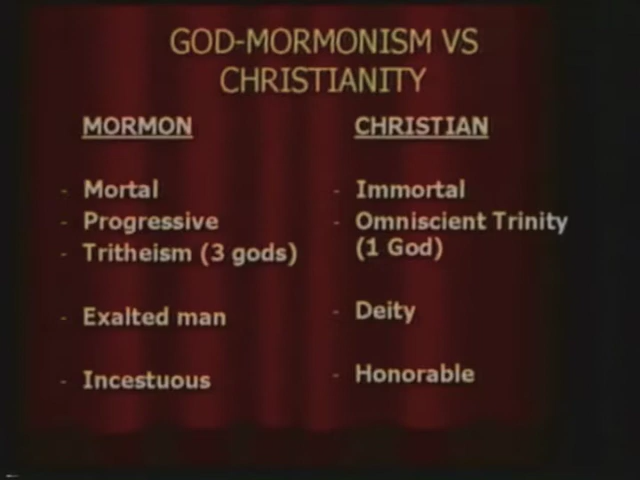 GOD-MORMONISM VS
CHRISTIANITY
MORMON
- Mortal
- Progressive
- Tritheism (3 gods)
- Exalted man
- Incestuous
CHRISTIAN
- Immortal
- Omniscient Trinity
(1 God)
- Deity
- Honorable